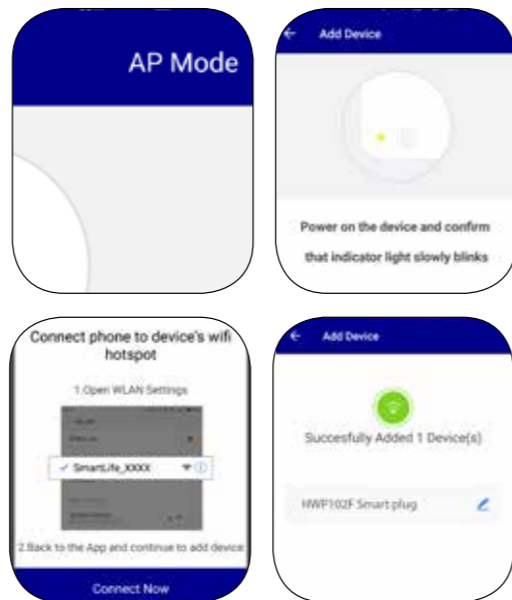 AP Mode
Add Device
Power on the device and confirm
that indicator light slowly blinks
Connect phone to device's wifi
hotspot
1.Open WLAN Settings
SmartLife_XXXX
2.Back to the App and continue to add device
Connect Now
Add Device
Succesfully Added 1 Device(s)
HWP102F Smart plug